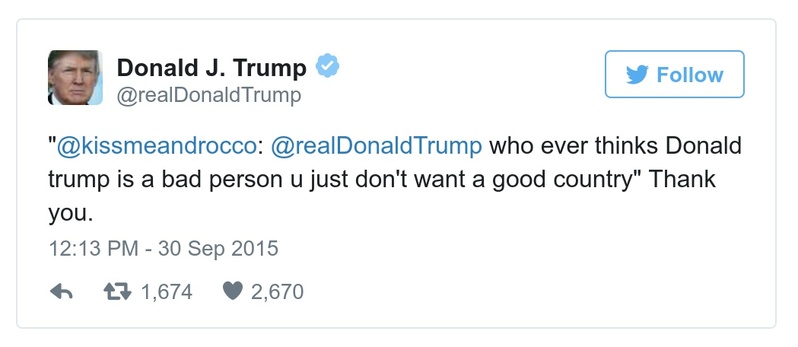 Donald J. Trump
@realDonaldTrump
Follow
"@kissmeandrocco: @realDonaldTrump who ever thinks Donald
trump is a bad person u just don't want a good country" Thank
you.
12:13 PM - 30 Sep 2015
1,674 2,670